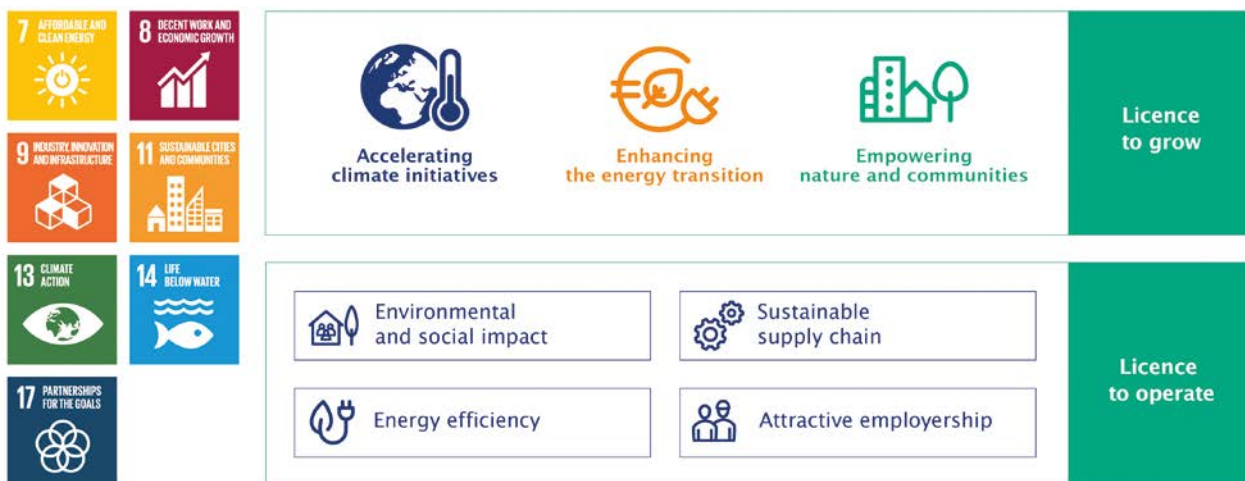 7 AFFORDABLE AND
CLEAN ENERGY
8 DECENT WORK AND
ECONOMIC GROWTH
9 INDUSTRY, INNOVATION
AND INFRASTRUCTURE
11 SUSTAINABLE CITIES
AND COMMUNITIES
13 CLIMATE
ACTION
14 LIFE
BELOW WATER
17 PARTNERSHIPS
FOR THE GOALS
Accelerating
climate initiatives
Enhancing
the energy transition
Empowering
nature and communities
Licence
to grow
Environmental
and social impact
Sustainable
supply chain
Energy efficiency
Attractive employership
Licence
to operate